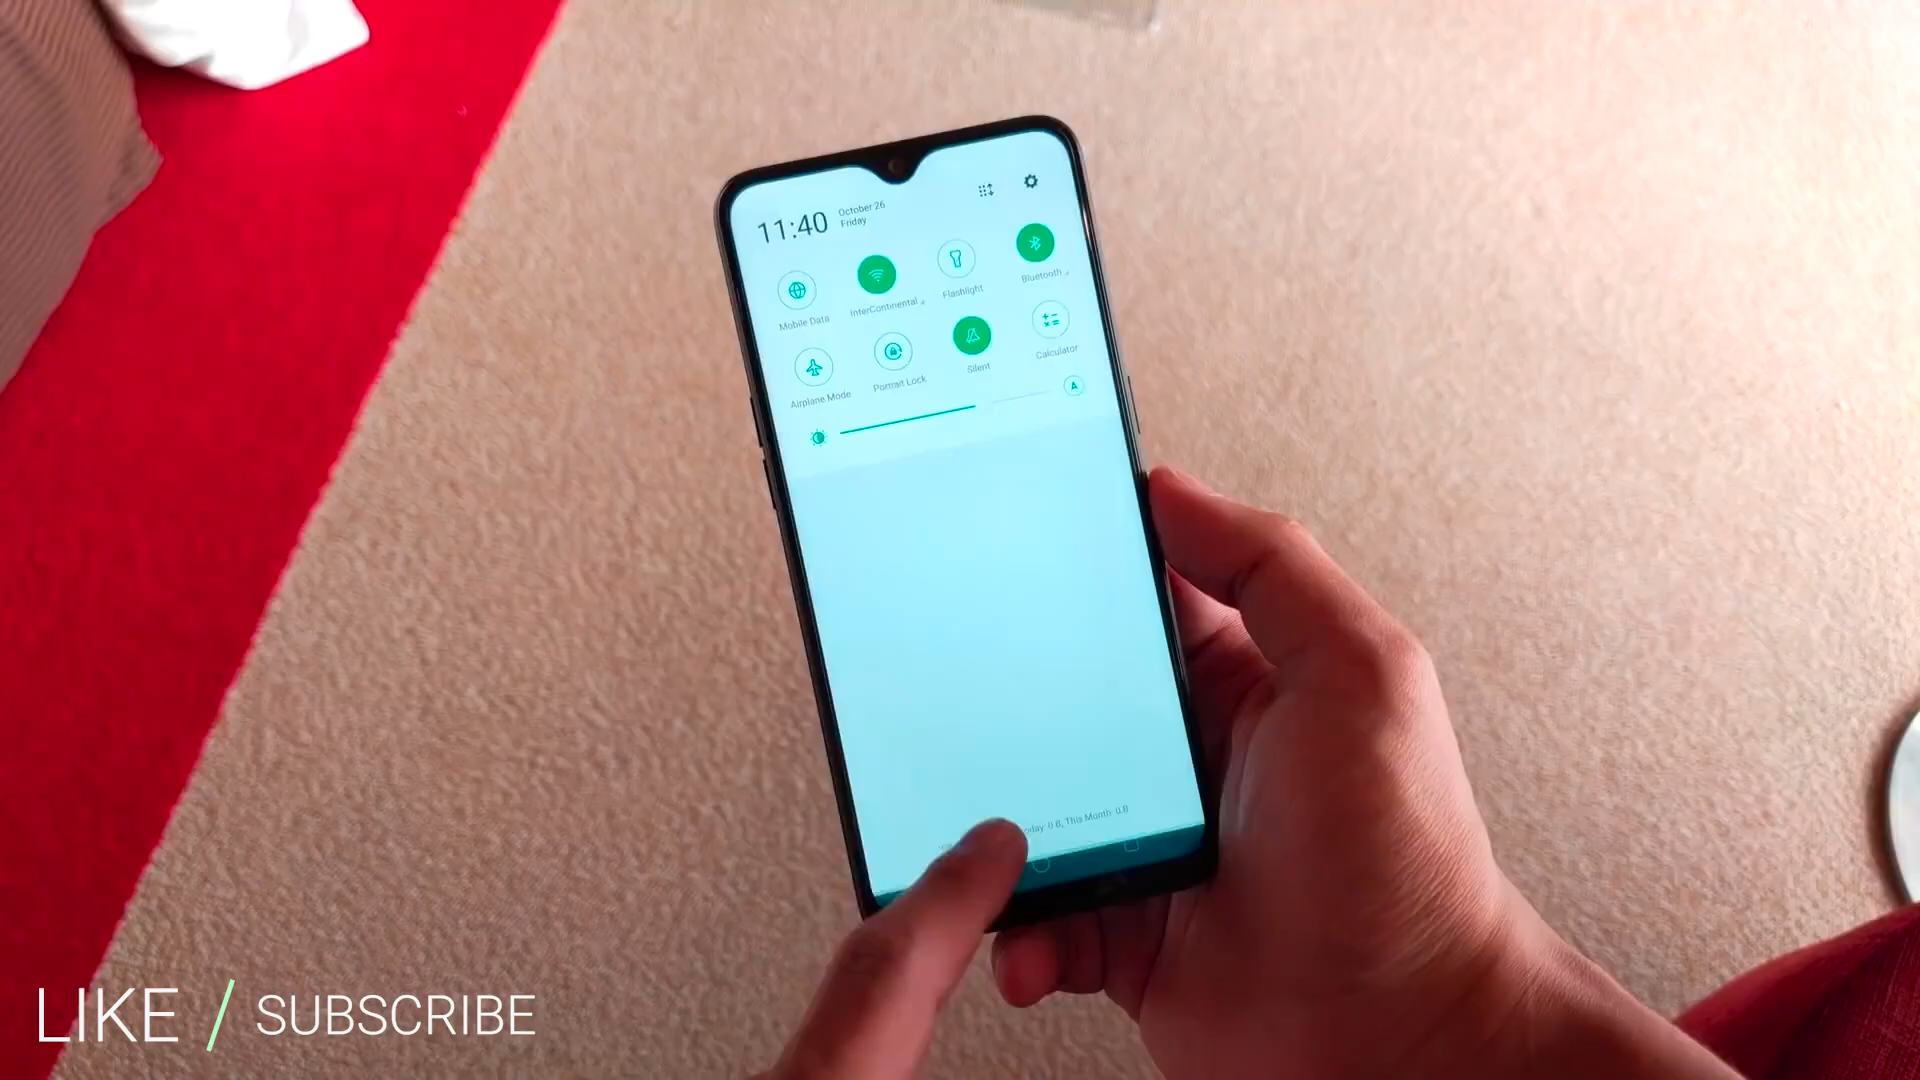 11:40
October 26
Friday
Mobile Data
InterContinental
Flashlight
Bluetooth
Airplane Mode
Portrait Lock
Silent
Calculator
A
This Month: 0 B
LIKE / SUBSCRIBE